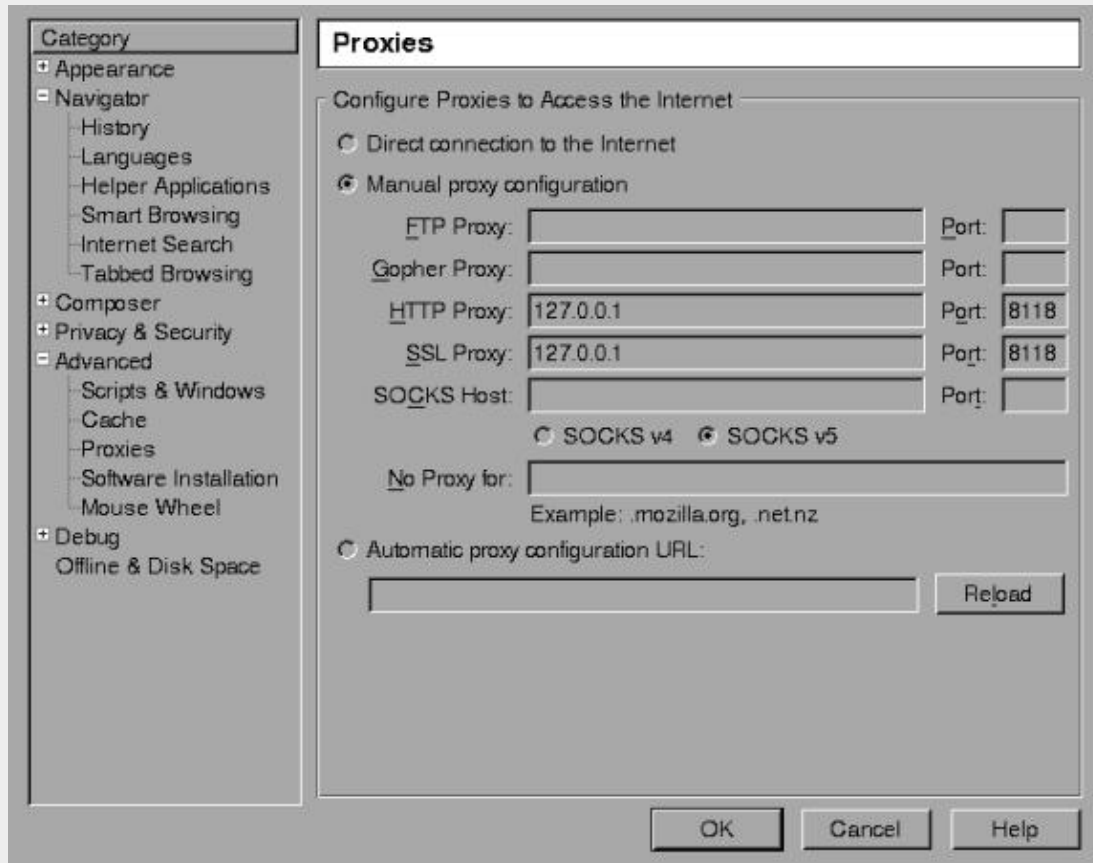 Category
Appearance
Navigator
History
Languages
Helper Applications
Smart Browsing
Internet Search
Tabbed Browsing
Composer
Privacy & Security
Advanced
Scripts & Windows
Cache
Proxies
Software Installation
Mouse Wheel
Debug
Offline & Disk Space
Proxies
Configure Proxies to Access the Internet
Direct connection to the Internet
Manual proxy configuration
FTP Proxy: Port:
Gopher Proxy: Port:
HTTP Proxy: 127.0.0.1 Port: 8118
SSL Proxy: 127.0.0.1 Port: 8118
SOCKS Host: Port:
SOCKS v4 SOCKS v5
No Proxy for:
Example: .mozilla.org, .net.nz
Automatic proxy configuration URL:
Reload
OK Cancel Help